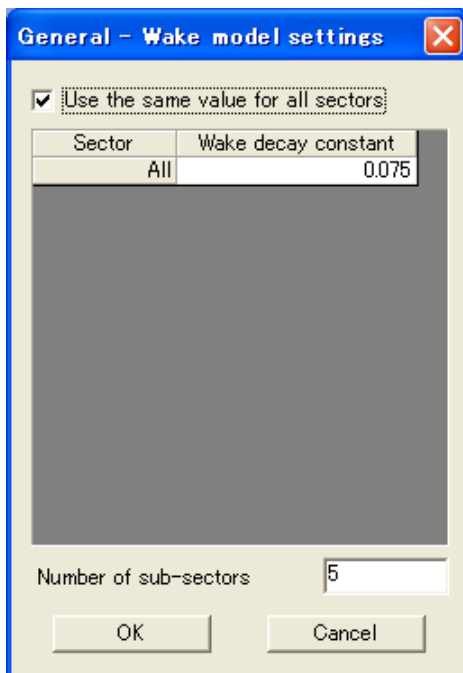 General - Wake model settings
Use the same value for all sectors
Sector Wake decay constant
All 0.075
Number of sub-sectors 5
OK Cancel